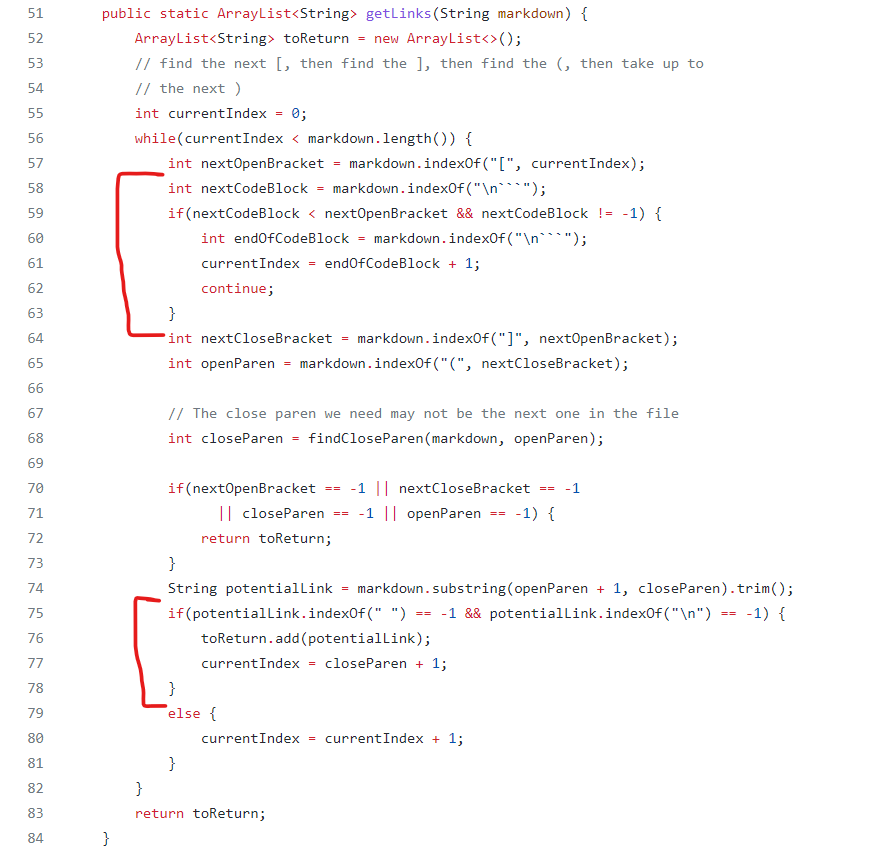 51 public static ArrayList<String> getLinks(String markdown) {
52 ArrayList<String> toReturn = new ArrayList<>();
53 // find the next [, then find the ], then find the (, then take up to
54 // the next )
55 int currentIndex = 0;
56 while(currentIndex < markdown.length()) {
57 int nextOpenBracket = markdown.indexOf("[", currentIndex);
58 int nextCodeBlock = markdown.indexOf("\n```");
59 if(nextCodeBlock < nextOpenBracket && nextCodeBlock != -1) {
60 int endOfCodeBlock = markdown.indexOf("\n```");
61 currentIndex = endOfCodeBlock + 1;
62 continue;
63 }
64 int nextCloseBracket = markdown.indexOf("]", nextOpenBracket);
65 int openParen = markdown.indexOf("(", nextCloseBracket);
66
67 // The close paren we need may not be the next one in the file
68 int closeParen = findCloseParen(markdown, openParen);
69
70 if(nextOpenBracket == -1 || nextCloseBracket == -1
71 || closeParen == -1 || openParen == -1) {
72 return toReturn;
73 }
74 String potentialLink = markdown.substring(openParen + 1, closeParen).trim();
75 if(potentialLink.indexOf(" ") == -1 && potentialLink.indexOf("\n") == -1) {
76 toReturn.add(potentialLink);
77 currentIndex = closeParen + 1;
78 }
79 else {
80 currentIndex = currentIndex + 1;
81 }
82 }
83 return toReturn;
84 }